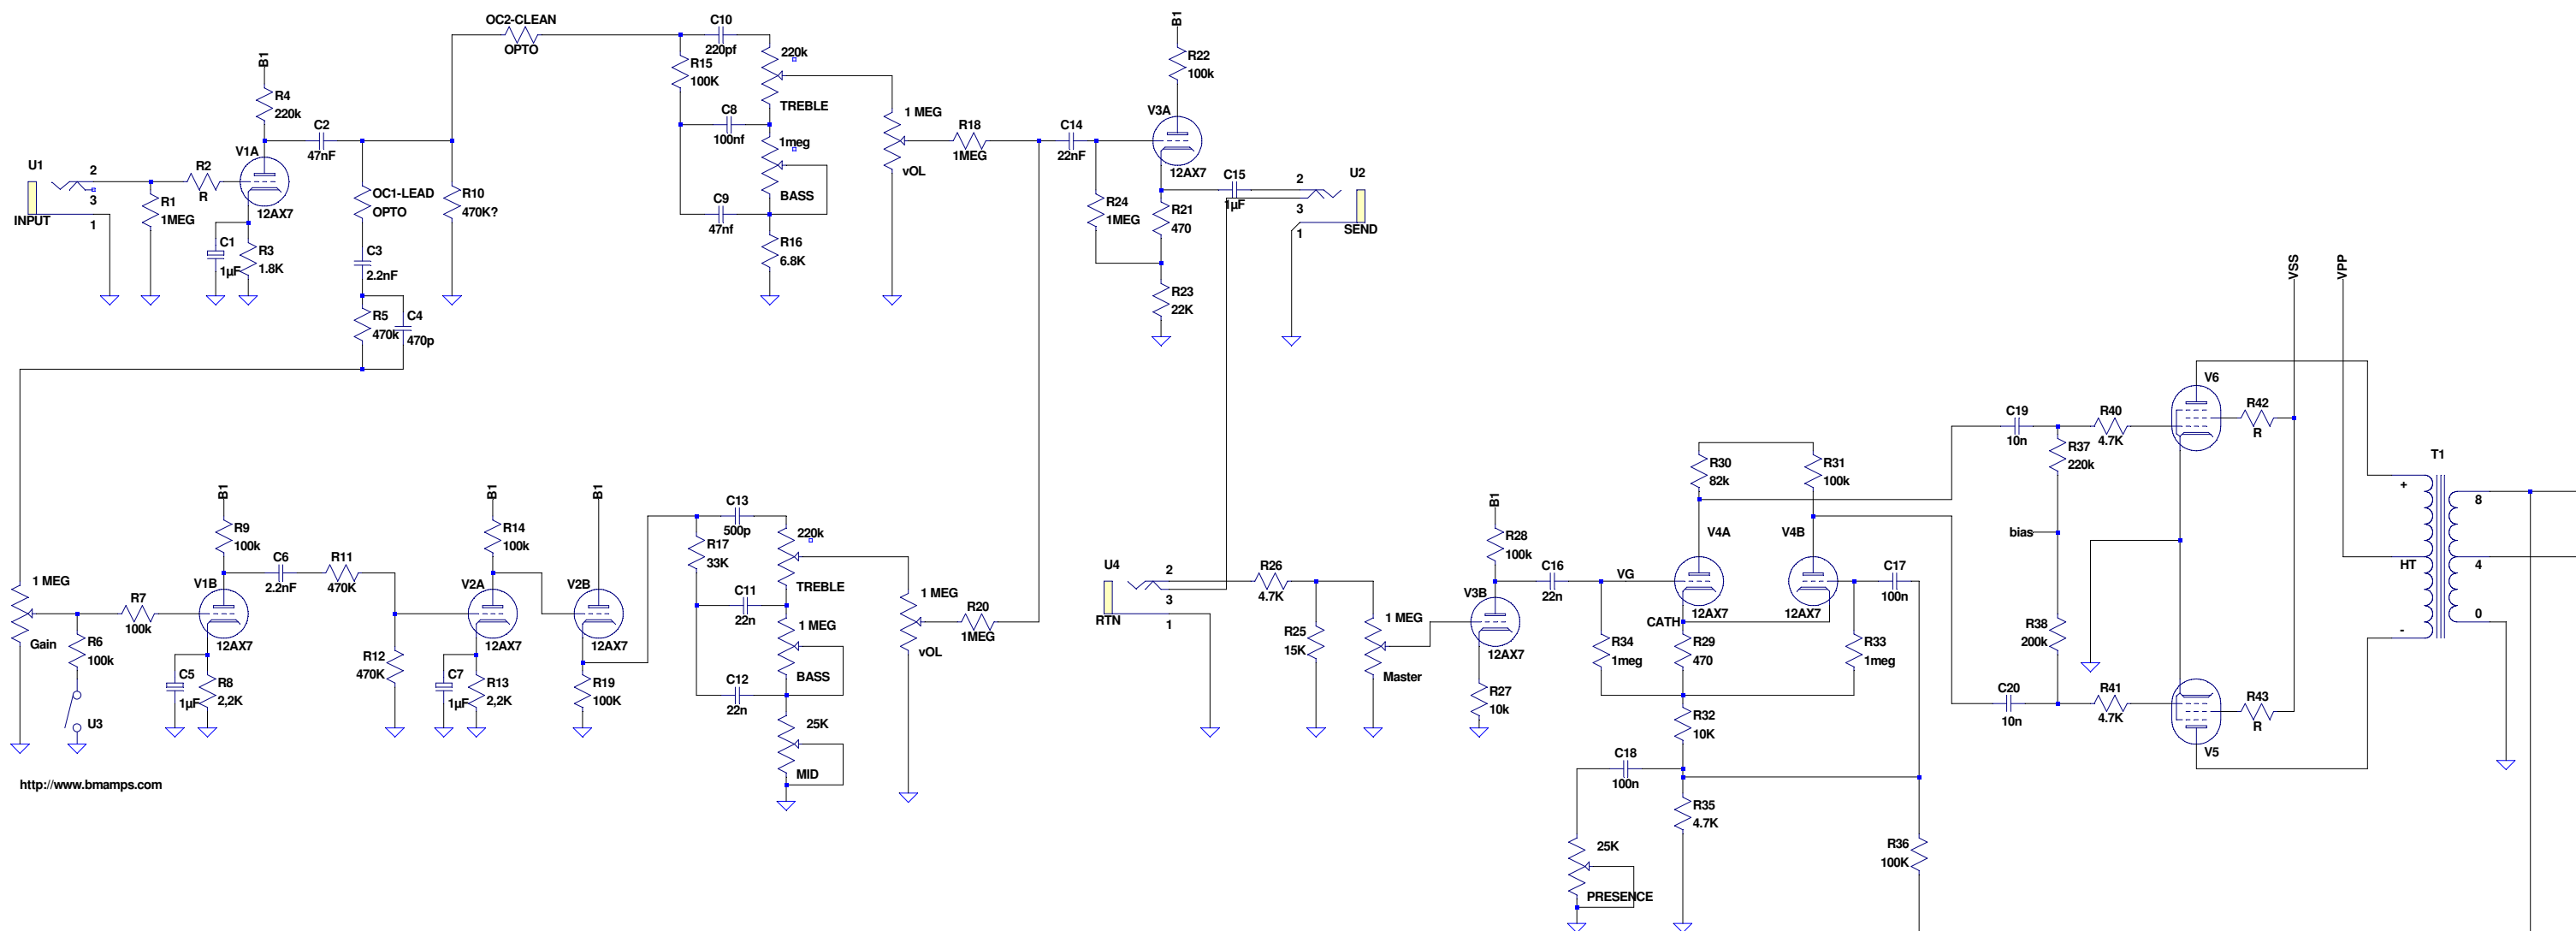 OC2-CLEAN
OPTO
C10
220pf
B1
R4
220k
C2
47nF
V1A
12AX7
U1
2
3
1
INPUT
R1
1MEG
R2
R
C1
1µF
R3
1.8K
OC1-LEAD
OPTO
C3
2.2nF
R5
470k
C4
470p
R10
470K?
R15
100K
220k
TREBLE
C8
100nf
1meg
BASS
C9
47nf
R16
6.8K
1 MEG
vOL
R18
1MEG
C14
22nF
B1
R22
100k
V3A
12AX7
R24
1MEG
R21
470
R23
22K
C15
1µF
2
3
1
U2
SEND
1 MEG
Gain
R6
100k
U3
R7
100k
B1
R9
100k
V1B
12AX7
C5
1µF
R8
2,2K
C6
2.2nF
R11
470K
R12
470K
B1
R14
100k
V2A
12AX7
C7
1µF
R13
2,2K
B1
V2B
12AX7
R19
100K
C13
500p
R17
33K
220k
TREBLE
C11
22n
1 MEG
BASS
C12
22n
25K
MID
1 MEG
vOL
R20
1MEG
U4
RTN
2
3
1
R26
4.7K
R25
15K
1 MEG
Master
B1
R28
100k
V3B
12AX7
R27
10k
C16
22n
VG
R30
82k
R31
100k
V4A
12AX7
V4B
12AX7
C17
100n
CATH
R34
1meg
R29
470
R33
1meg
R32
10K
C18
100n
R35
4.7K
25K
PRESENCE
R36
100K
C19
10n
R40
4.7K
R37
220k
bias
R38
200k
C20
10n
R41
4.7K
VSS
VPP
V6
R42
R
R43
R
V5
T1
+
HT
-
8
4
0
http://www.bmamps.com